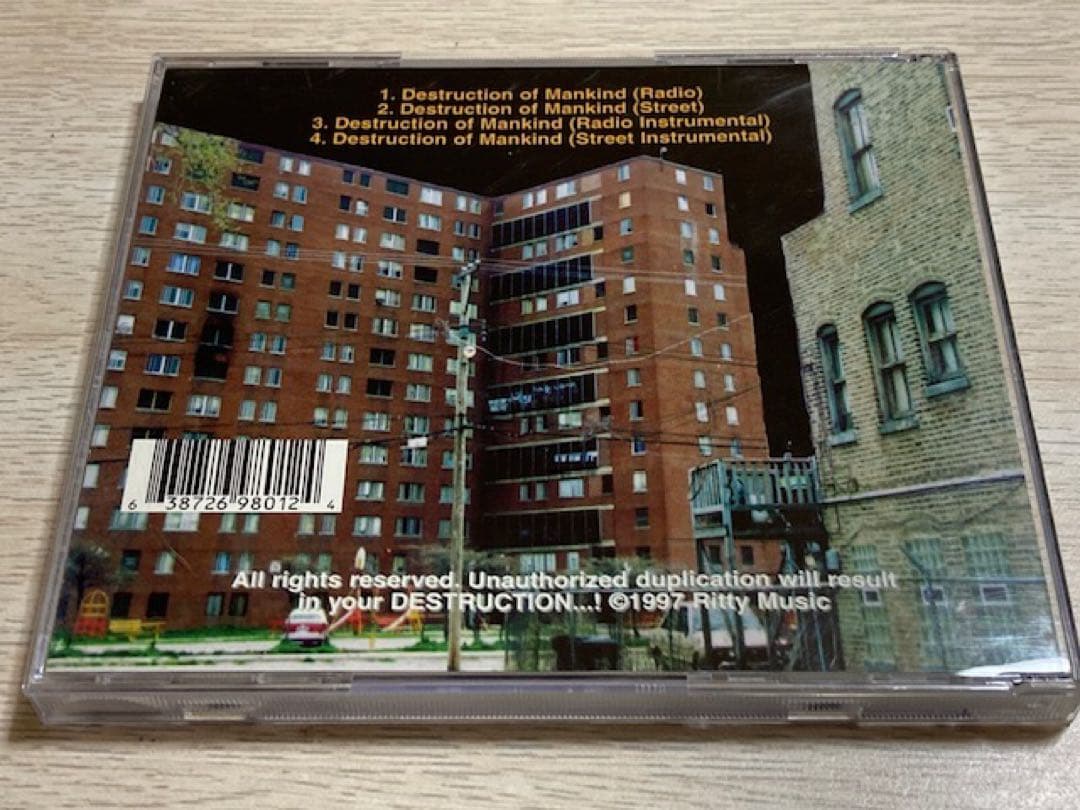 1. Destruction of Mankind (Radio)
2. Destruction of Mankind (Street)
3. Destruction of Mankind (Radio Instrumental)
4. Destruction of Mankind (Street Instrumental)
6 38726 98012 4
All rights reserved. Unauthorized duplication will result
in your DESTRUCTION...! ©1997 Ritty Music